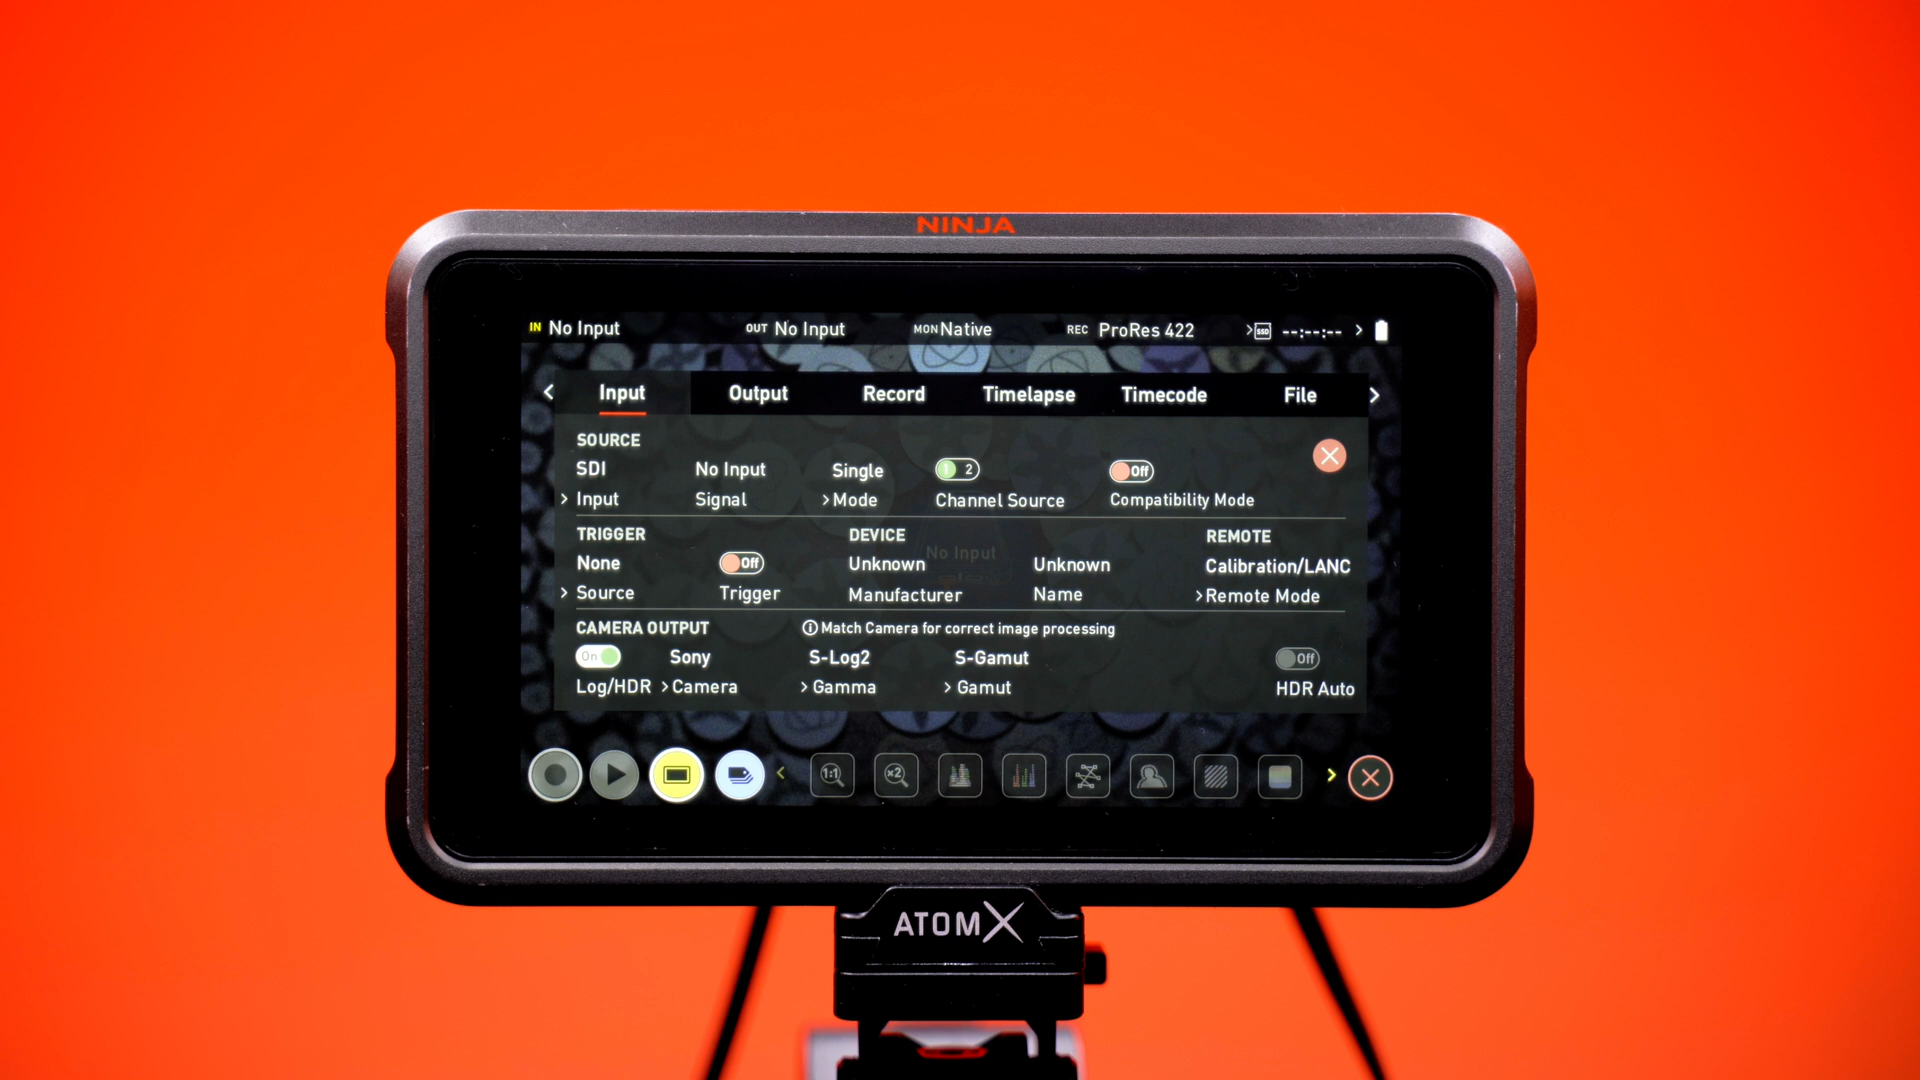 NINJA
IN No Input OUT No Input MON Native REC ProRes 422 > SSD --:--:-- >
< Input Output Record Timelapse Timecode File >
SOURCE
SDI No Input Single 1 2 Off
> Input Signal > Mode Channel Source Compatibility Mode
TRIGGER DEVICE REMOTE
No Input
None Off Unknown Unknown Calibration/LANC
> Source Trigger Manufacturer Name > Remote Mode
CAMERA OUTPUT Match Camera for correct image processing
On Sony S-Log2 S-Gamut Off
Log/HDR > Camera > Gamma > Gamut HDR Auto
< 1:1 x2 >
ATOMX